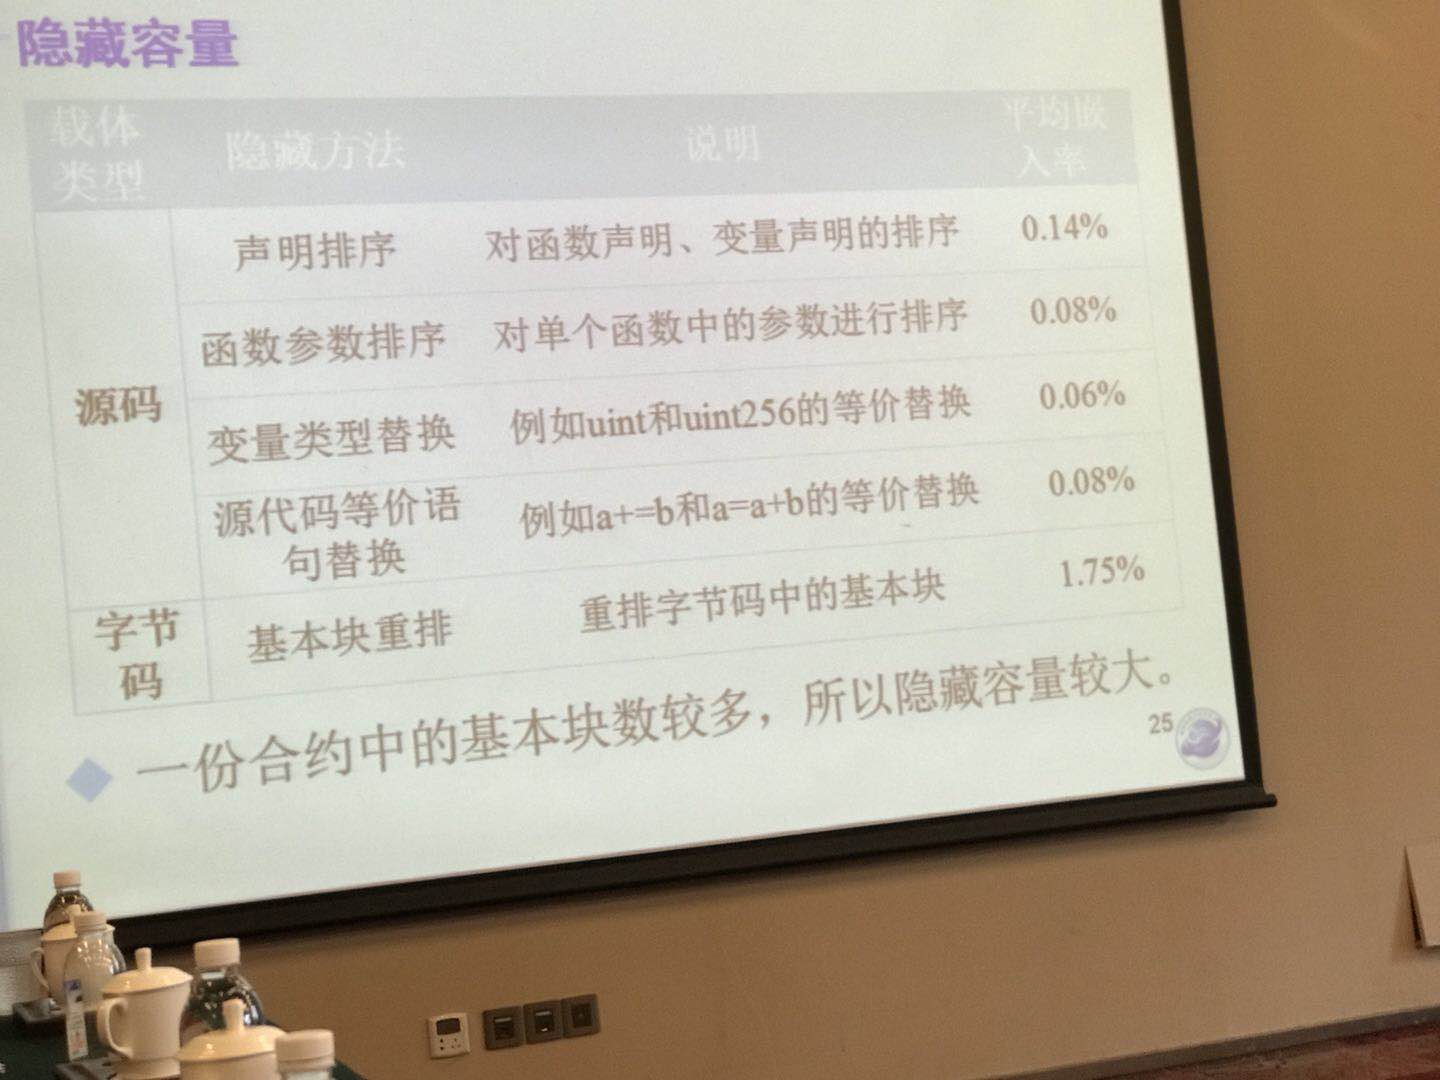 隐藏容量
载体类型 隐藏方法 说明 平均嵌入率
源码
声明排序 对函数声明、变量声明的排序 0.14%
函数参数排序 对单个函数中的参数进行排序 0.08%
变量类型替换 例如uint和uint256的等价替换 0.06%
源代码等价语句替换 例如a+=b和a=a+b的等价替换 0.08%
字节码 基本块重排 重排字节码中的基本块 1.75%
一份合约中的基本块数较多，所以隐藏容量较大。
25